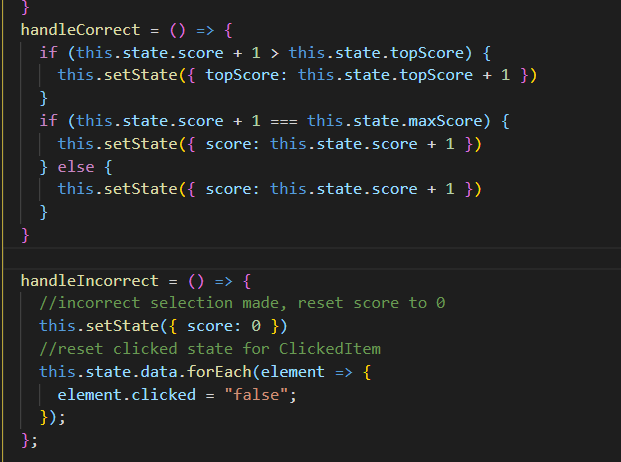 }
handleCorrect = () => {
if (this.state.score + 1 > this.state.topScore) {
this.setState({ topScore: this.state.topScore + 1 })
}
if (this.state.score + 1 === this.state.maxScore) {
this.setState({ score: this.state.score + 1 })
} else {
this.setState({ score: this.state.score + 1 })
}
}
handleIncorrect = () => {
//incorrect selection made, reset score to 0
this.setState({ score: 0 })
//reset clicked state for ClickedItem
this.state.data.forEach(element => {
element.clicked = "false";
});
};